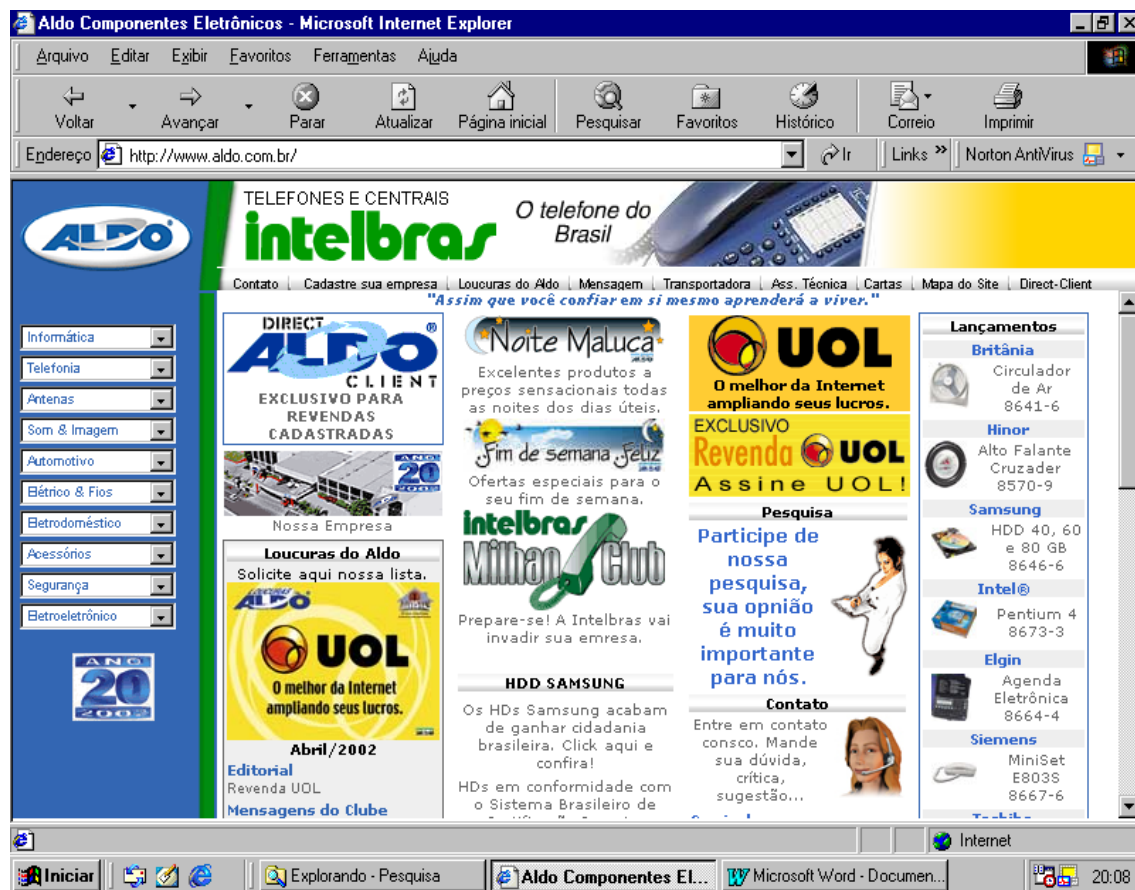 Aldo Componentes Eletrônicos - Microsoft Internet Explorer
Arquivo Editar Exibir Favoritos Ferramentas Ajuda
Voltar Avançar Parar Atualizar Página inicial Pesquisar Favoritos Histórico Correio Imprimir
Endereço http://www.aldo.com.br/ Ir Links » Norton AntiVirus
ALDO
TELEFONES E CENTRAIS
intelbras
O telefone do
Brasil
Contato Cadastre sua empresa Loucuras do Aldo Mensagem Transportadora Ass. Técnica Cartas Mapa do Site Direct-Client
"Assim que você confiar em si mesmo aprenderá a viver."
Informática
Telefonia
Antenas
Som & Imagem
Automotivo
Elétrico & Fios
Eletrodoméstico
Acessórios
Segurança
Eletroeletrônico
ANO
20
2002
DIRECT
ALDO
CLIENT
EXCLUSIVO PARA
REVENDAS
CADASTRADAS
ANO
20
2002
Nossa Empresa
Loucuras do Aldo
Solicite aqui nossa lista.
LOUCURAS
ALDO
UOL
O melhor da Internet
ampliando seus lucros.
Abril/2002
Editorial
Revenda UOL
Mensagens do Clube
Noite Maluca
Excelentes produtos a
preços sensacionais todas
as noites dos dias úteis.
Fim de semana Feliz
Ofertas especiais para o
seu fim de semana.
intelbras
Milhao Club
Prepare-se! A Intelbras vai
invadir sua emresa.
HDD SAMSUNG
Os HDs Samsung acabam
de ganhar cidadania
brasileira. Click aqui e
confira!
HDs em conformidade com
o Sistema Brasileiro de
UOL
O melhor da Internet
ampliando seus lucros.
EXCLUSIVO
Revenda UOL
Assine UOL!
Pesquisa
Participe de
nossa
pesquisa,
sua opnião
é muito
importante
para nós.
Contato
Entre em contato
consco. Mande
sua dúvida,
crítica,
sugestão...
Lançamentos
Britânia
Circulador
de Ar
8641-6
Hinor
Alto Falante
Cruzader
8570-9
Samsung
HDD 40, 60
e 80 GB
8646-6
Intel®
Pentium 4
8673-3
Elgin
Agenda
Eletrônica
8664-4
Siemens
MiniSet
E803S
8667-6
Internet
Iniciar Explorando - Pesquisa Aldo Componentes El... Microsoft Word - Documen... 20:08